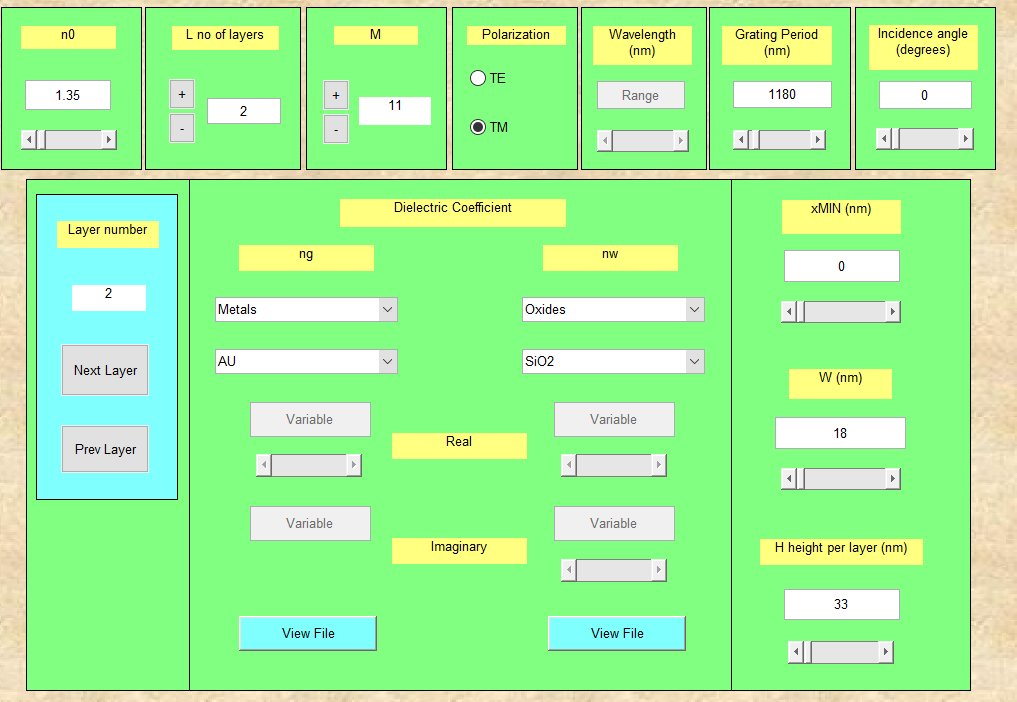 n0
L no of layers
M
Polarization
Wavelength
(nm)
Grating Period
(nm)
Incidence angle
(degrees)
1.35
+
-
2
+
-
11
TE
TM
Range
1180
0
Layer number
2
Next Layer
Prev Layer
Dielectric Coefficient
ng
nw
Metals
Oxides
AU
SiO2
Variable
Variable
Real
Variable
Variable
Imaginary
View File
View File
xMIN (nm)
0
W (nm)
18
H height per layer (nm)
33